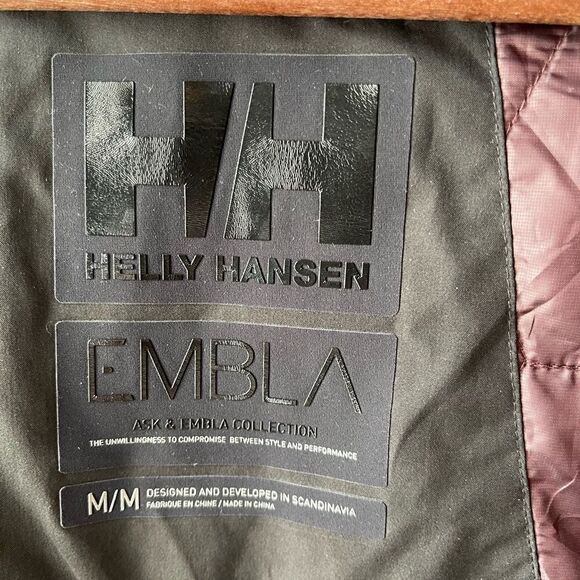 HH
HELLY HANSEN
EMBLA
ASK & EMBLA COLLECTION
THE UNWILLINGNESS TO COMPROMISE BETWEEN STYLE AND PERFORMANCE
M/M DESIGNED AND DEVELOPED IN SCANDINAVIA
FABRIQUE EN CHINE / MADE IN CHINA